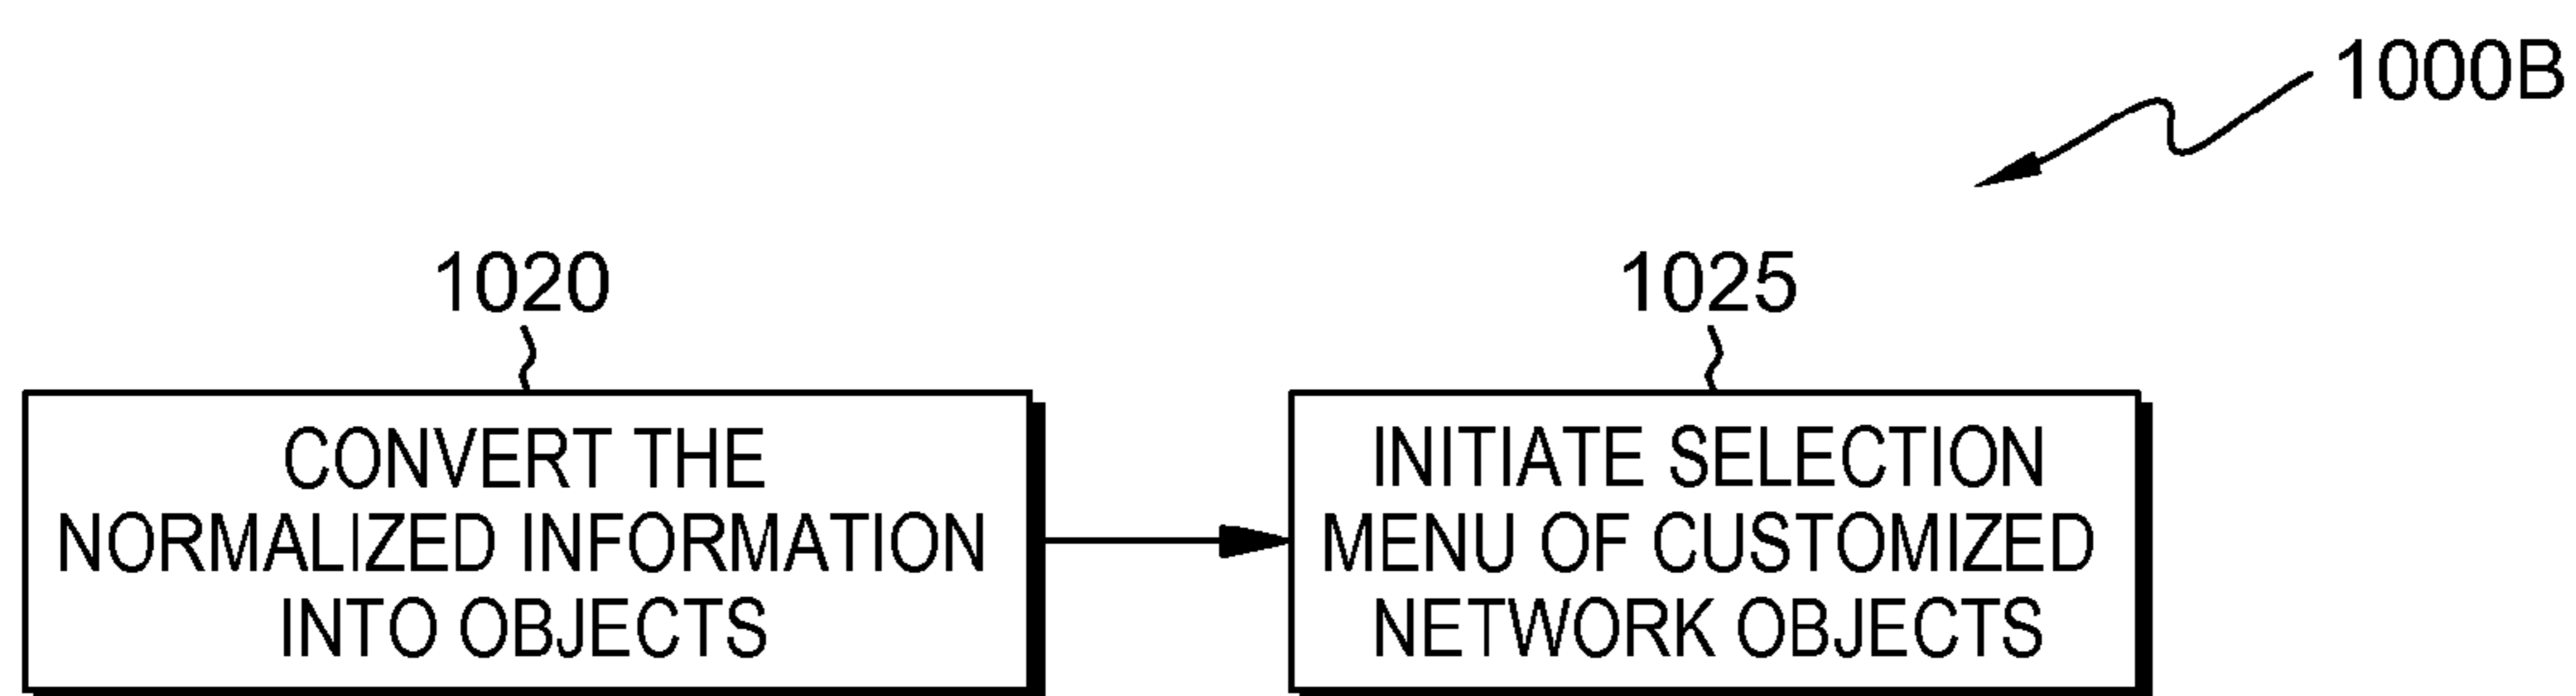 1000B
1020
CONVERT THE
NORMALIZED INFORMATION
INTO OBJECTS
1025
INITIATE SELECTION
MENU OF CUSTOMIZED
NETWORK OBJECTS